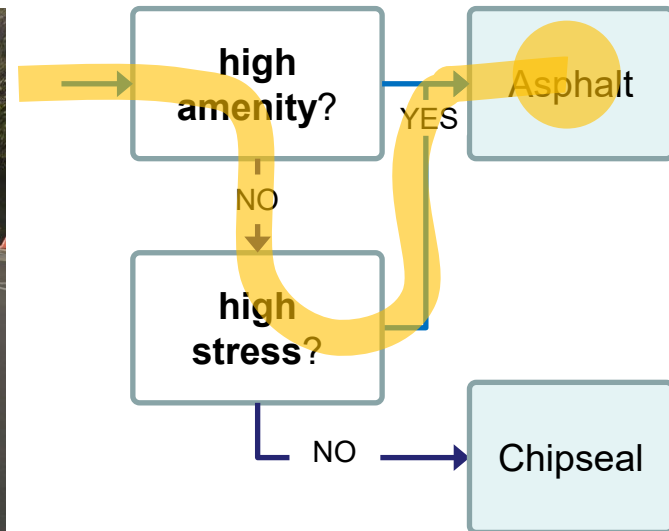 high
amenity?
Asphalt
YES
NO
high
stress?
NO
Chipseal